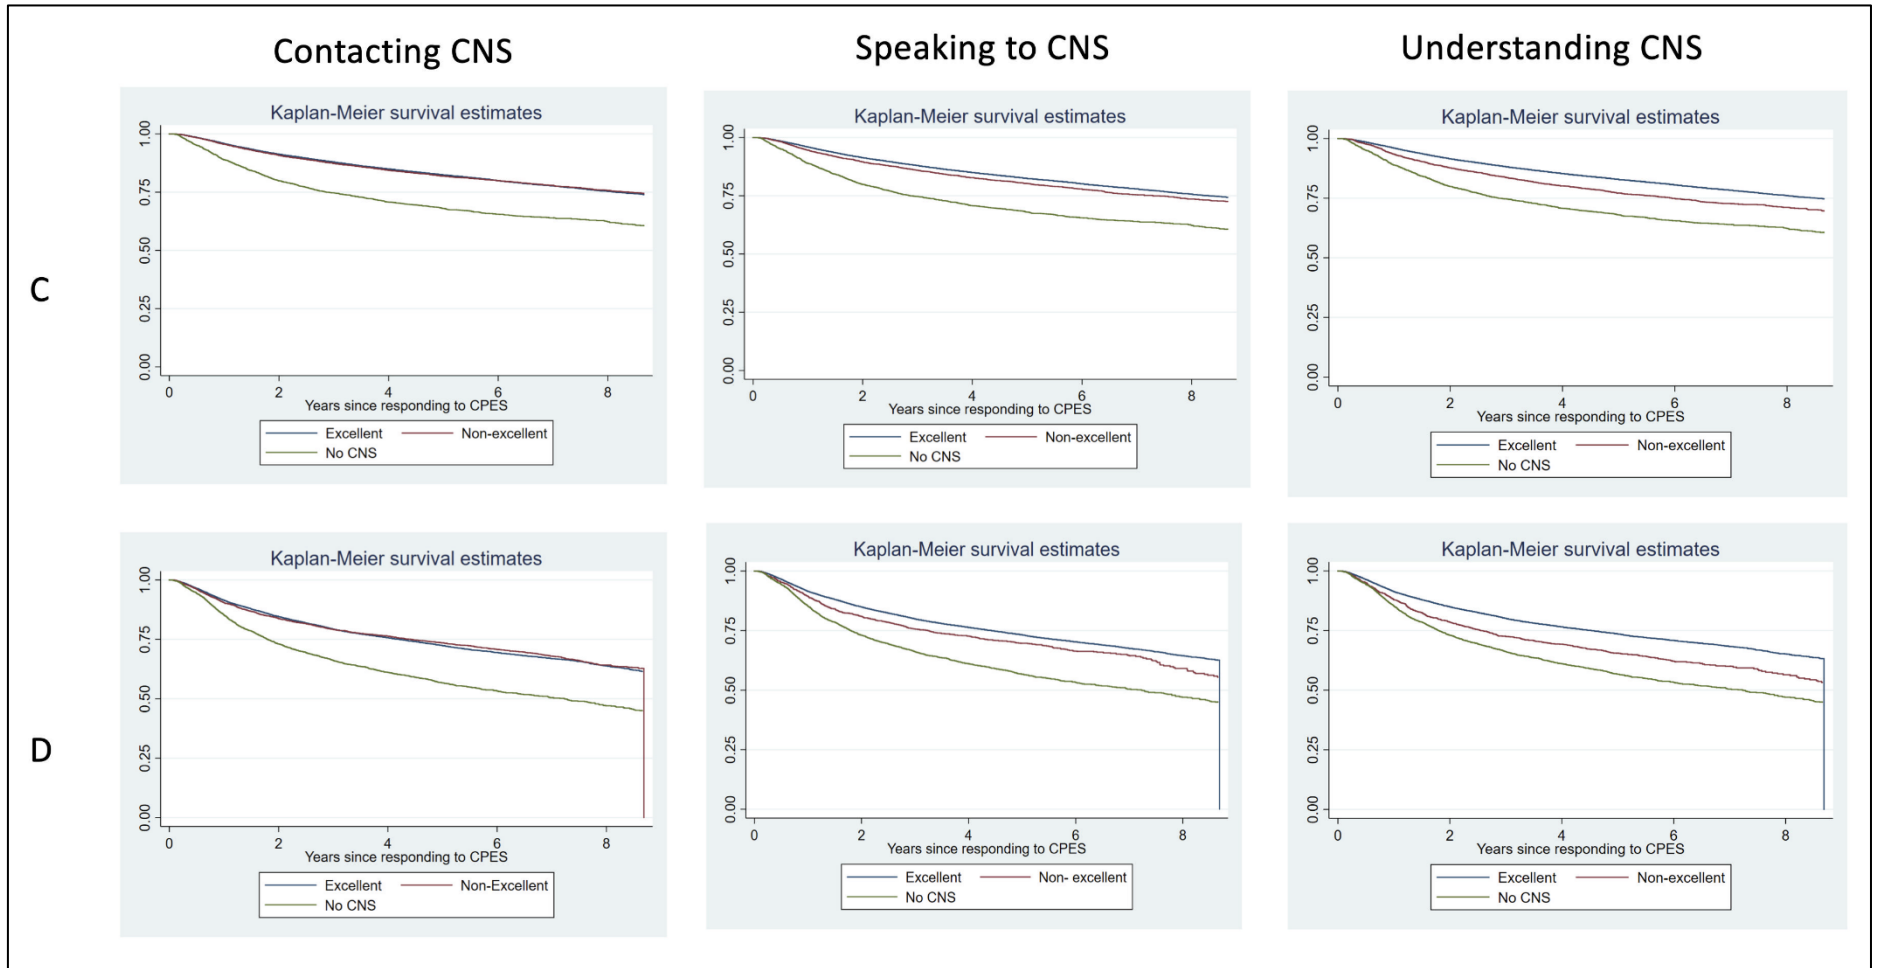 Contacting CNS
Speaking to CNS
Understanding CNS
C
Kaplan-Meier survival estimates
1.00
0.75
0.50
0.25
0.00
0 2 4 6 8
Years since responding to CPES
Excellent Non-excellent
No CNS
Kaplan-Meier survival estimates
1.00
0.75
0.50
0.25
0.00
0 2 4 6 8
Years since responding to CPES
Excellent Non-excellent
No CNS
Kaplan-Meier survival estimates
1.00
0.75
0.50
0.25
0.00
0 2 4 6 8
Years since responding to CPES
Excellent Non-excellent
No CNS
D
Kaplan-Meier survival estimates
1.00
0.75
0.50
0.25
0.00
0 2 4 6 8
Years since responding to CPES
Excellent Non-Excellent
No CNS
Kaplan-Meier survival estimates
1.00
0.75
0.50
0.25
0.00
0 2 4 6 8
Years since responding to CPES
Excellent Non- excellent
No CNS
Kaplan-Meier survival estimates
1.00
0.75
0.50
0.25
0.00
0 2 4 6 8
Years since responding to CPES
Excellent Non-excellent
No CNS